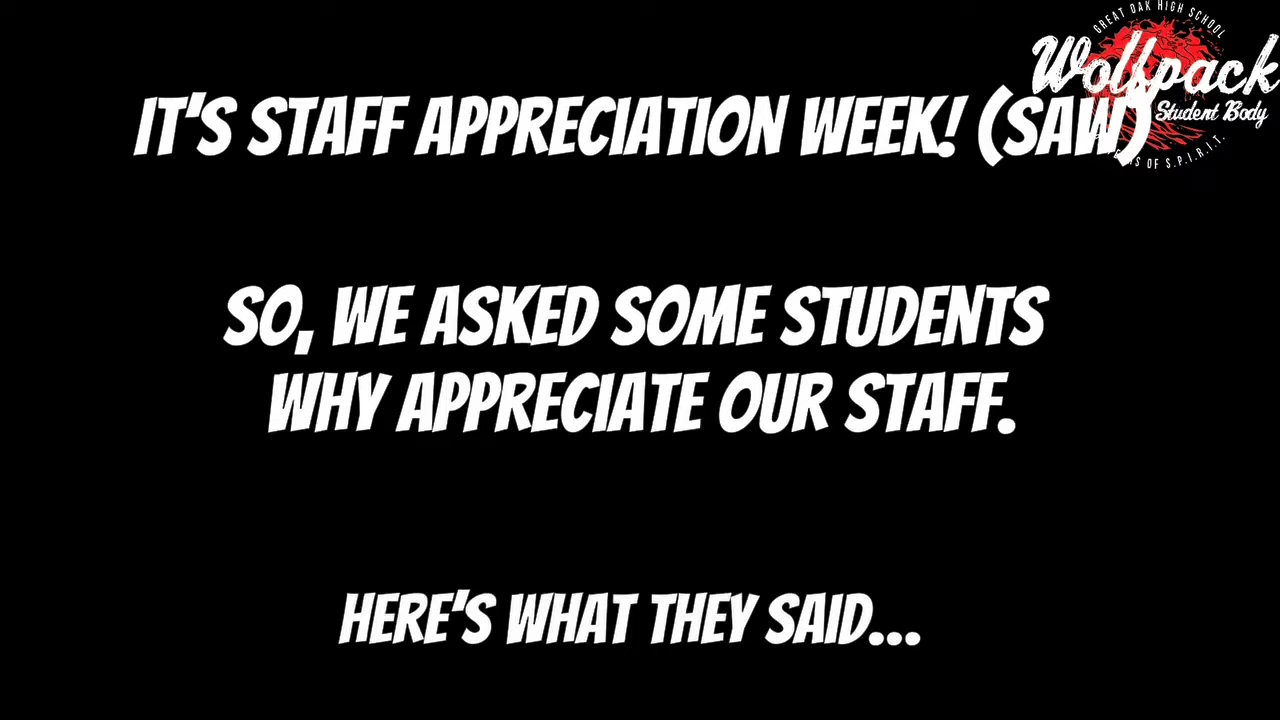 GREAT OAK HIGH SCHOOL
Wolfpack
Student Body
IT'S STAFF APPRECIATION WEEK! (SAW)
OF S.P.I.R.I.T.
SO, WE ASKED SOME STUDENTS
WHY APPRECIATE OUR STAFF.
HERE'S WHAT THEY SAID...